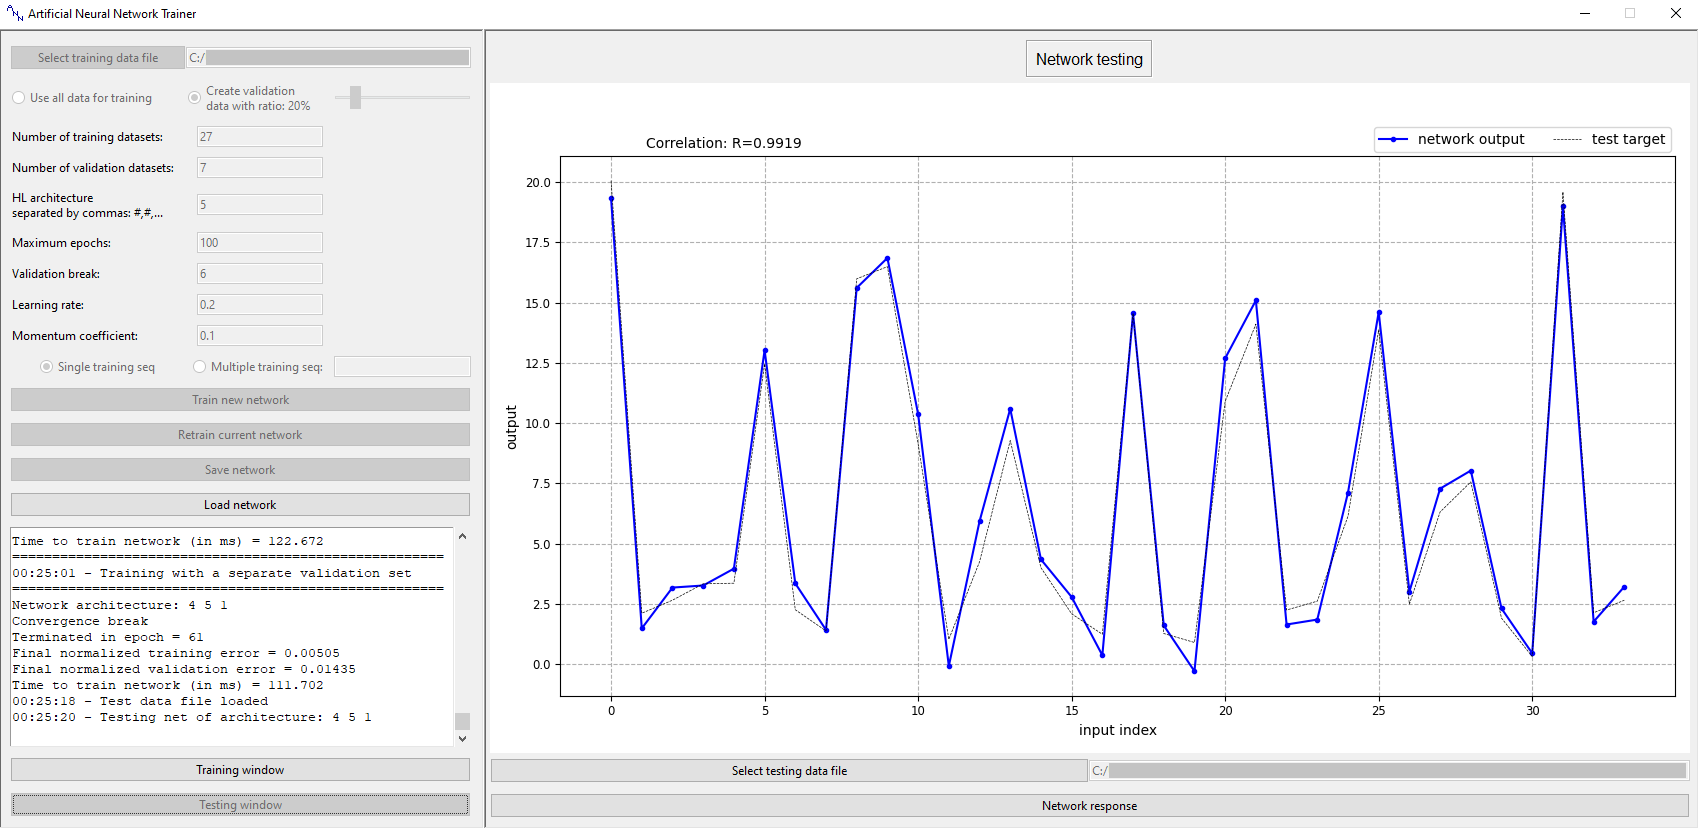 Artificial Neural Network Trainer
Select training data file C:/
Use all data for training
Create validation
data with ratio: 20%
Number of training datasets: 27
Number of validation datasets: 7
HL architecture
separated by commas: #,#,... 5
Maximum epochs: 100
Validation break: 6
Learning rate: 0.2
Momentum coefficient: 0.1
Single training seq Multiple training seq:
Train new network
Retrain current network
Save network
Load network
Time to train network (in ms) = 122.672
======================================================
00:25:01 - Training with a separate validation set
======================================================
Network architecture: 4 5 1
Convergence break
Terminated in epoch = 61
Final normalized training error = 0.00505
Final normalized validation error = 0.01435
Time to train network (in ms) = 111.702
00:25:18 - Test data file loaded
00:25:20 - Testing net of architecture: 4 5 1
Training window
Testing window
Network testing
Correlation: R=0.9919
network output test target
20.0
17.5
15.0
12.5
10.0
7.5
5.0
2.5
0.0
output
0 5 10 15 20 25 30
input index
Select testing data file C:/
Network response